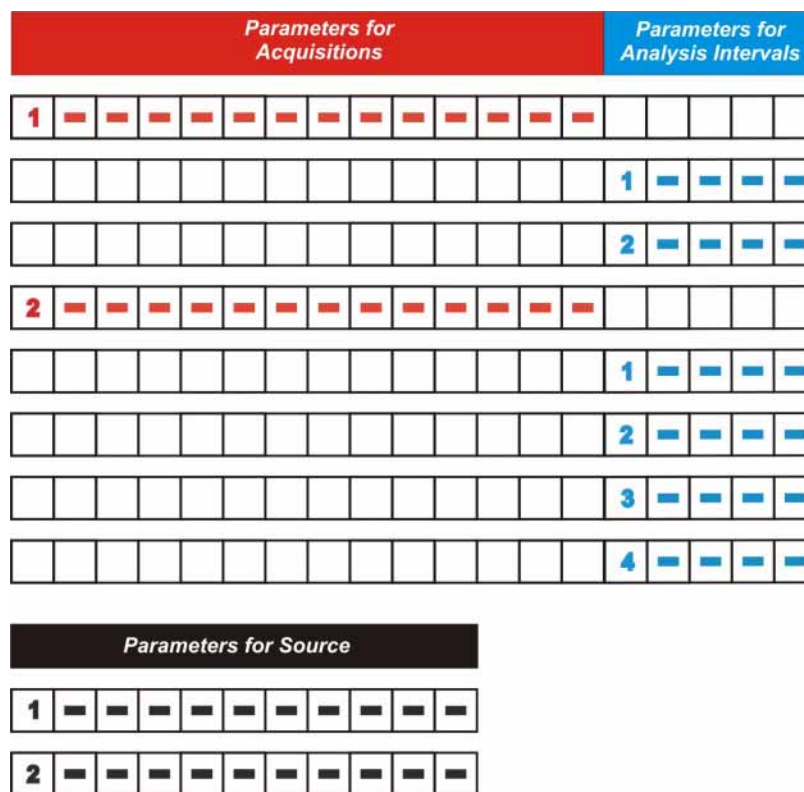 Parameters for
Acquisitions
Parameters for
Analysis Intervals
1
1
2
2
1
2
3
4
Parameters for Source
1
2